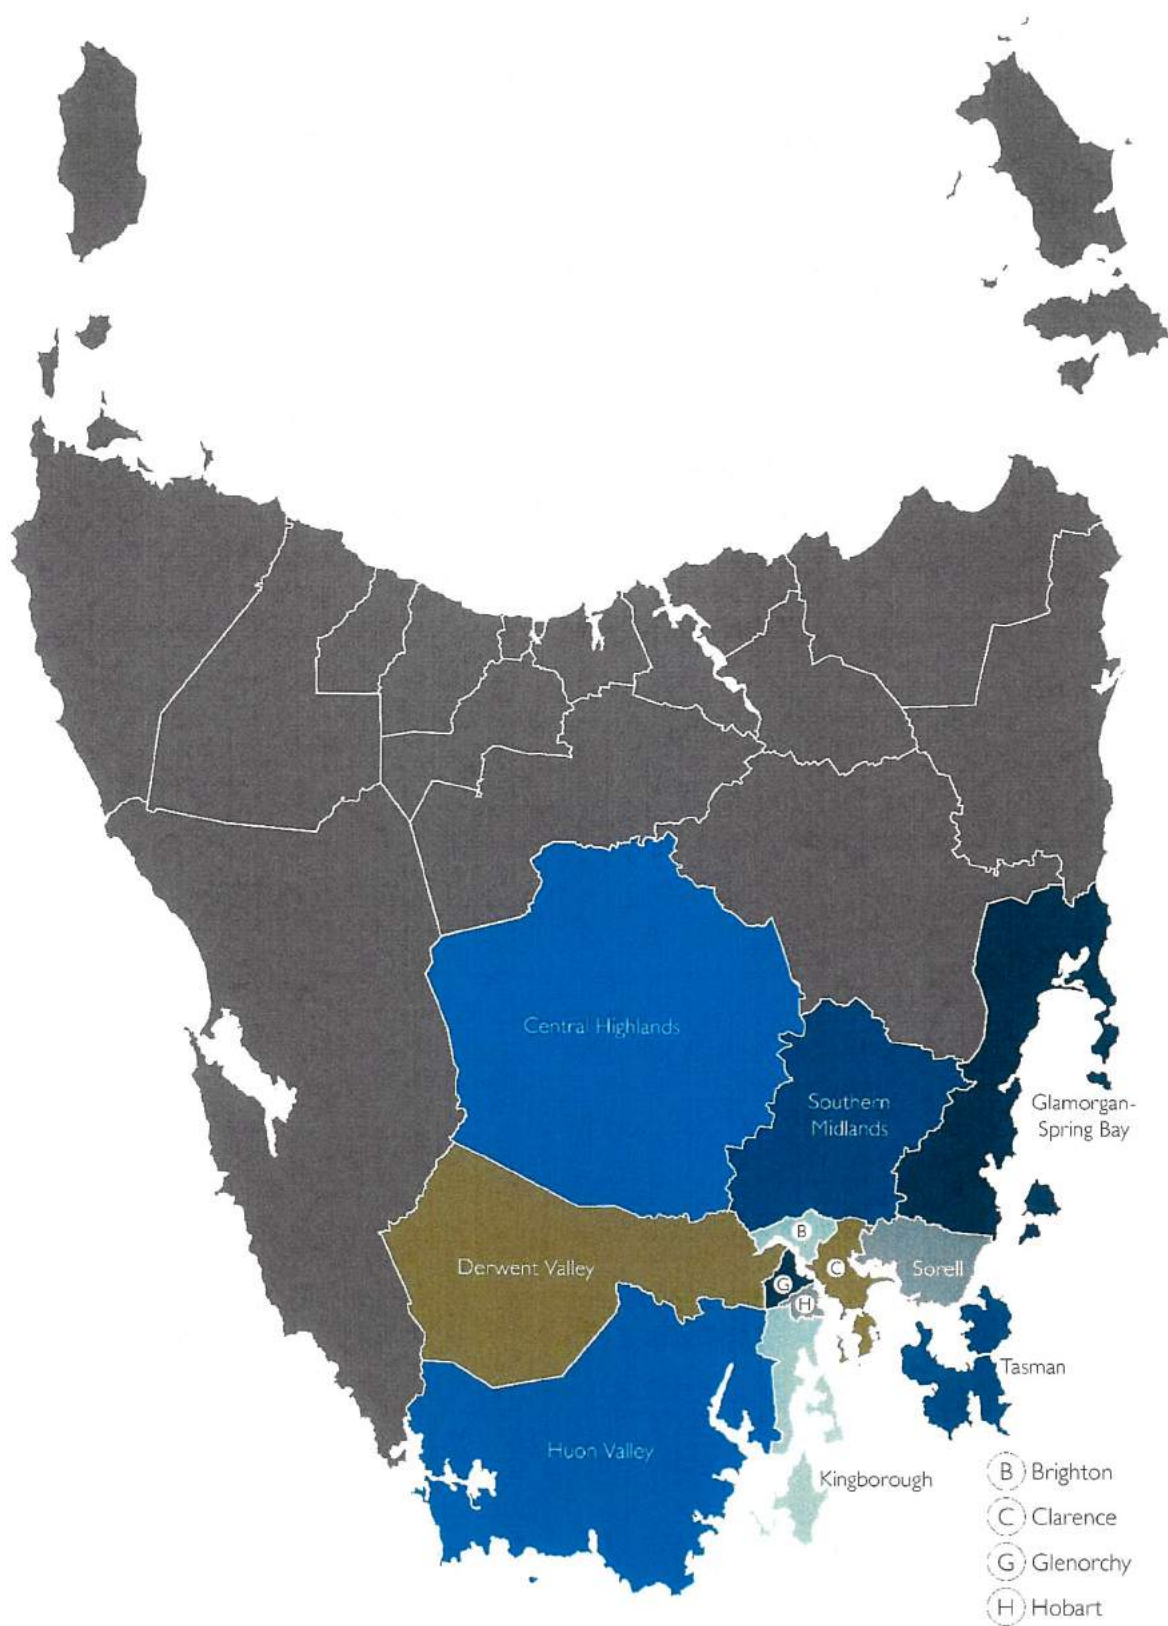 Central Highlands
Southern
Midlands
Glamorgan-
Spring Bay
B
Derwent Valley
C
Sorell
G
H
Tasman
Huon Valley
Kingborough
B Brighton
C Clarence
G Glenorchy
H Hobart